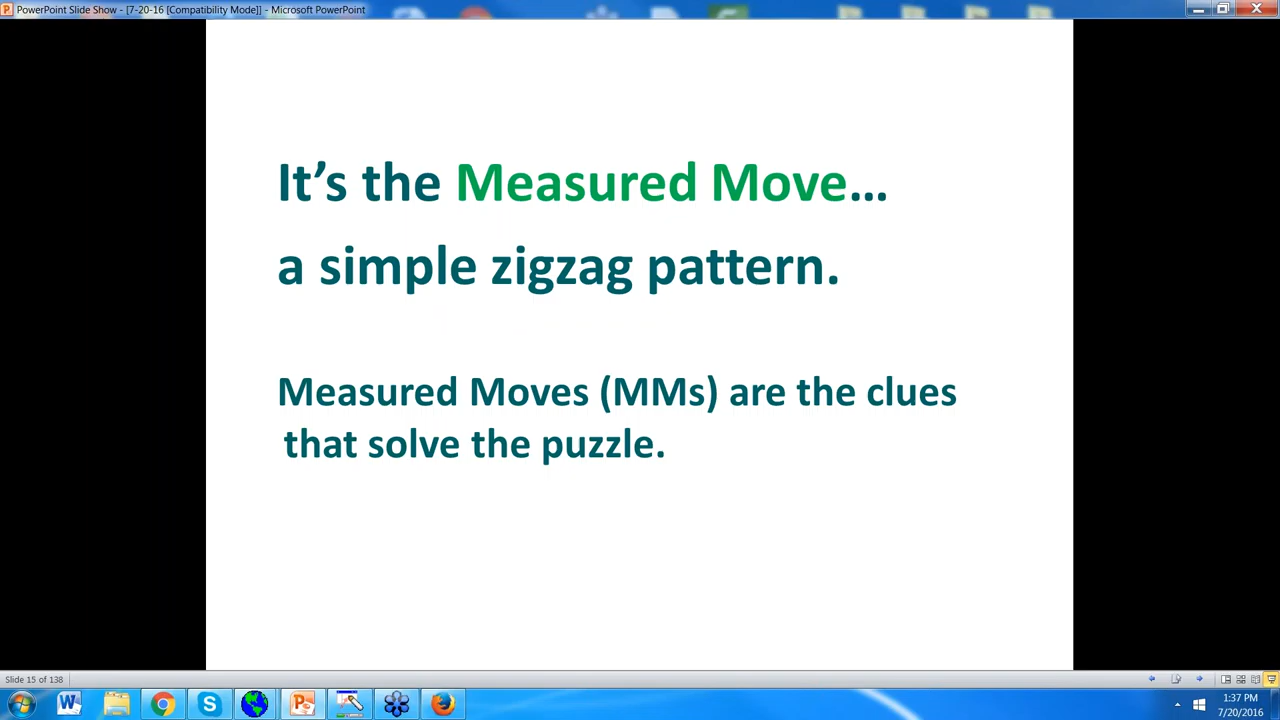 PowerPoint Slide Show - [7-20-16 [Compatibility Mode]] - Microsoft PowerPoint
It’s the Measured Move…
a simple zigzag pattern.
Measured Moves (MMs) are the clues
that solve the puzzle.
Slide 15 of 138
1:37 PM
7/20/2016